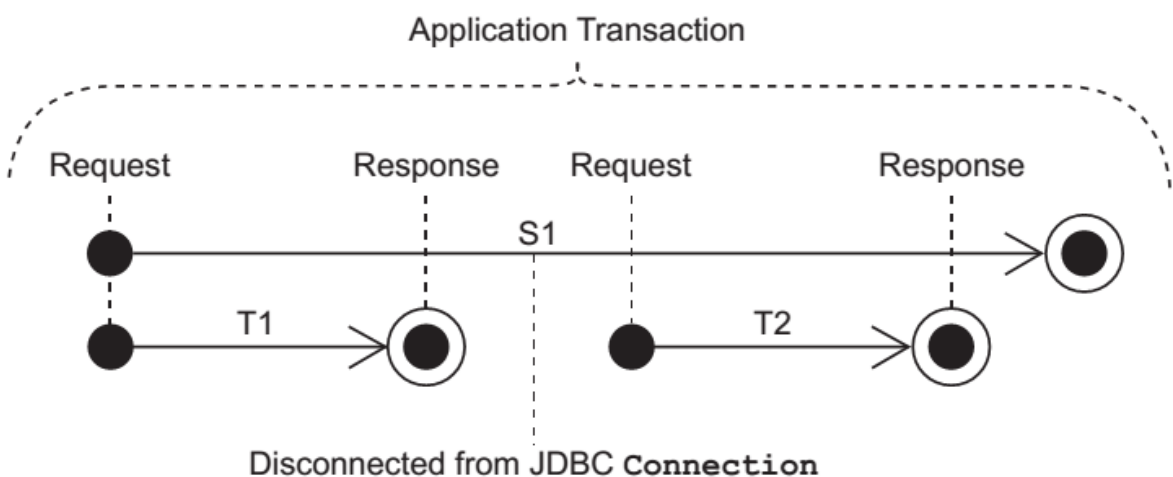 Application Transaction
Request Response Request Response
S1
T1 T2
Disconnected from JDBC Connection